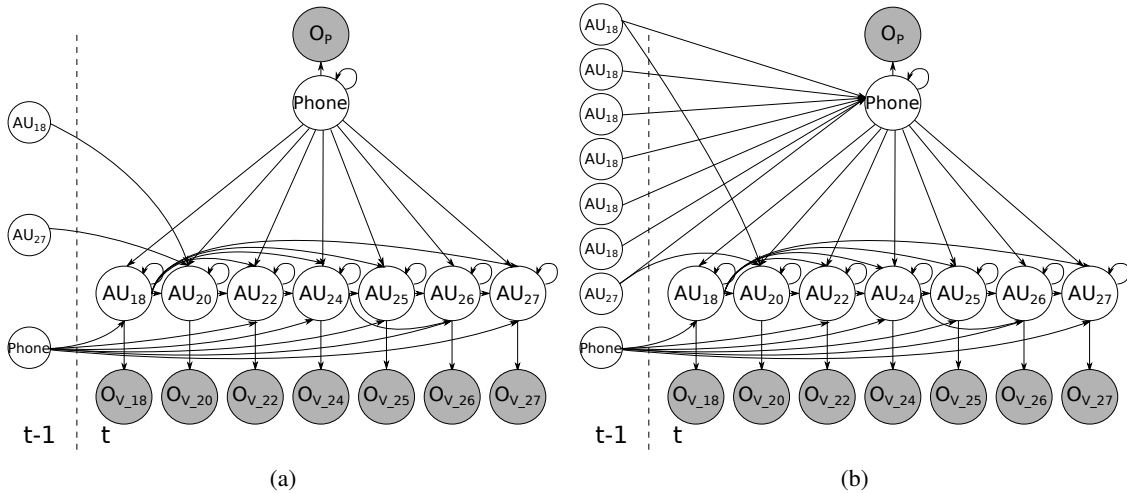 O_P
Phone
AU_18
AU_27
AU_18 AU_20 AU_22 AU_24 AU_25 AU_26 AU_27
Phone
O_V_18 O_V_20 O_V_22 O_V_24 O_V_25 O_V_26 O_V_27
t-1 t
(a)
AU_18
O_P
AU_18
Phone
AU_18
AU_18
AU_18
AU_18
AU_27
AU_18 AU_20 AU_22 AU_24 AU_25 AU_26 AU_27
Phone
O_V_18 O_V_20 O_V_22 O_V_24 O_V_25 O_V_26 O_V_27
t-1 t
(b)